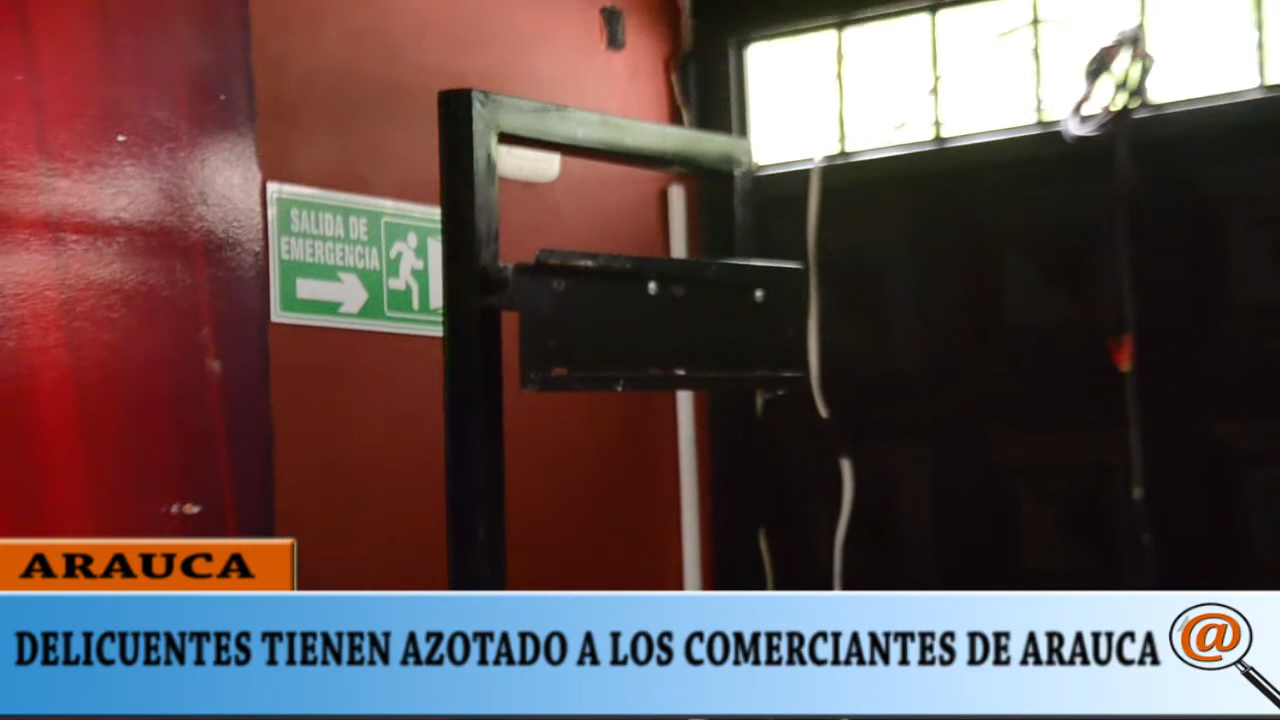 SALIDA DE
EMERGENCIA
ARAUCA
DELICUENTES TIENEN AZOTADO A LOS COMERCIANTES DE ARAUCA
@